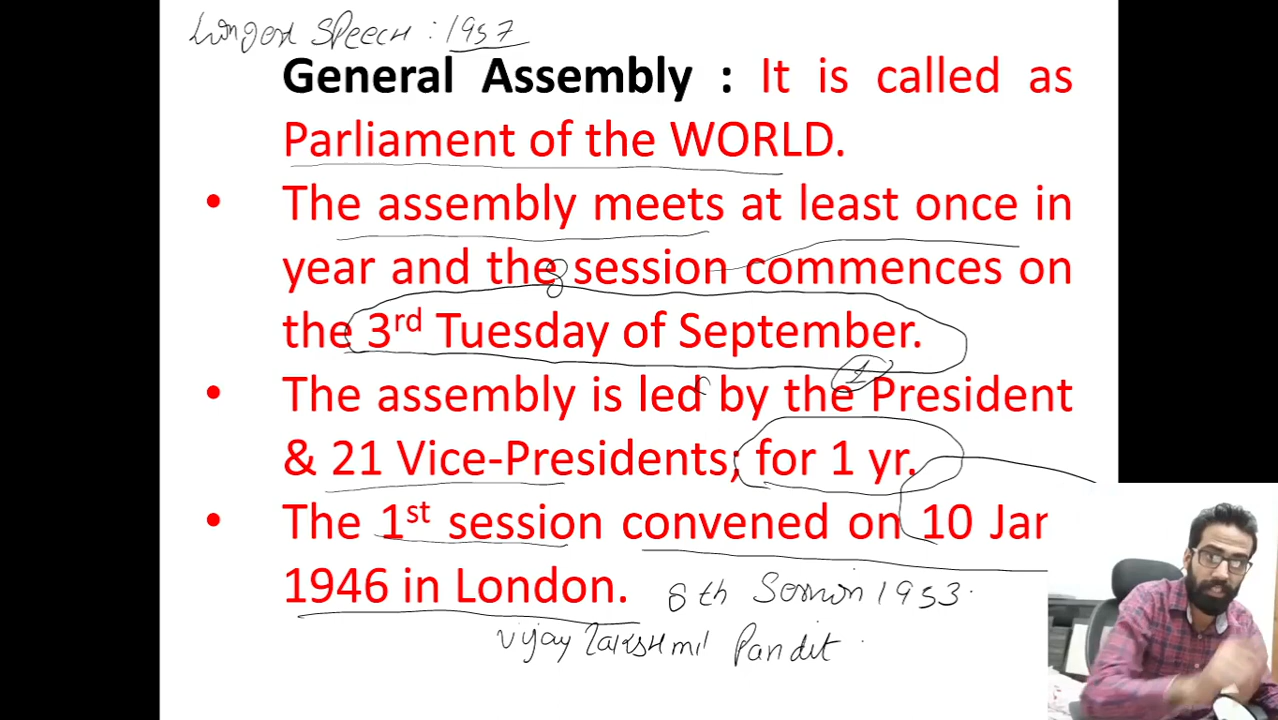 Longest Speech : 1957
General Assembly : It is called as
Parliament of the WORLD.
• The assembly meets at least once in
year and the session commences on
the 3rd Tuesday of September.
1
• The assembly is led by the President
& 21 Vice-Presidents; for 1 yr.
• The 1st session convened on 10 Jan
1946 in London. 8th Session 1953.
Vijay Lakshmi Pandit